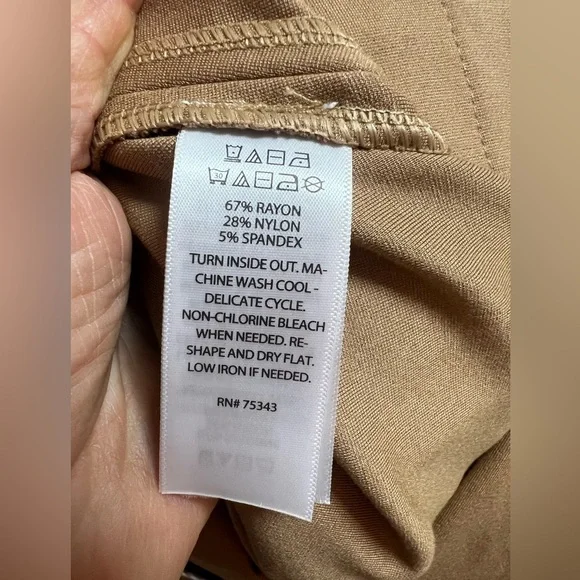 30
67% RAYON
28% NYLON
5% SPANDEX
TURN INSIDE OUT. MA-
CHINE WASH COOL -
DELICATE CYCLE.
NON-CHLORINE BLEACH
WHEN NEEDED. RE-
SHAPE AND DRY FLAT.
LOW IRON IF NEEDED.
RN# 75343